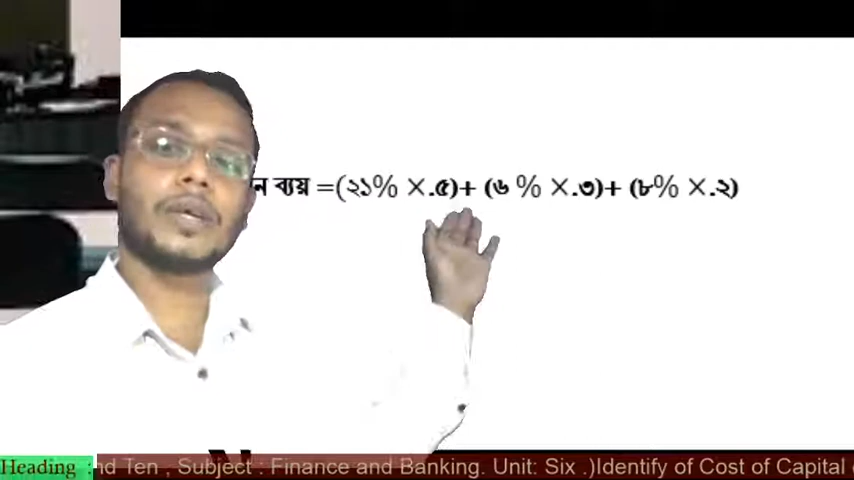 ন ব্যয় =(২১% ×.৫)+ (৬ % ×.৩)+ (৮% ×.২)
Heading :nd Ten , Subject : Finance and Banking. Unit: Six .)Identify of Cost of Capital